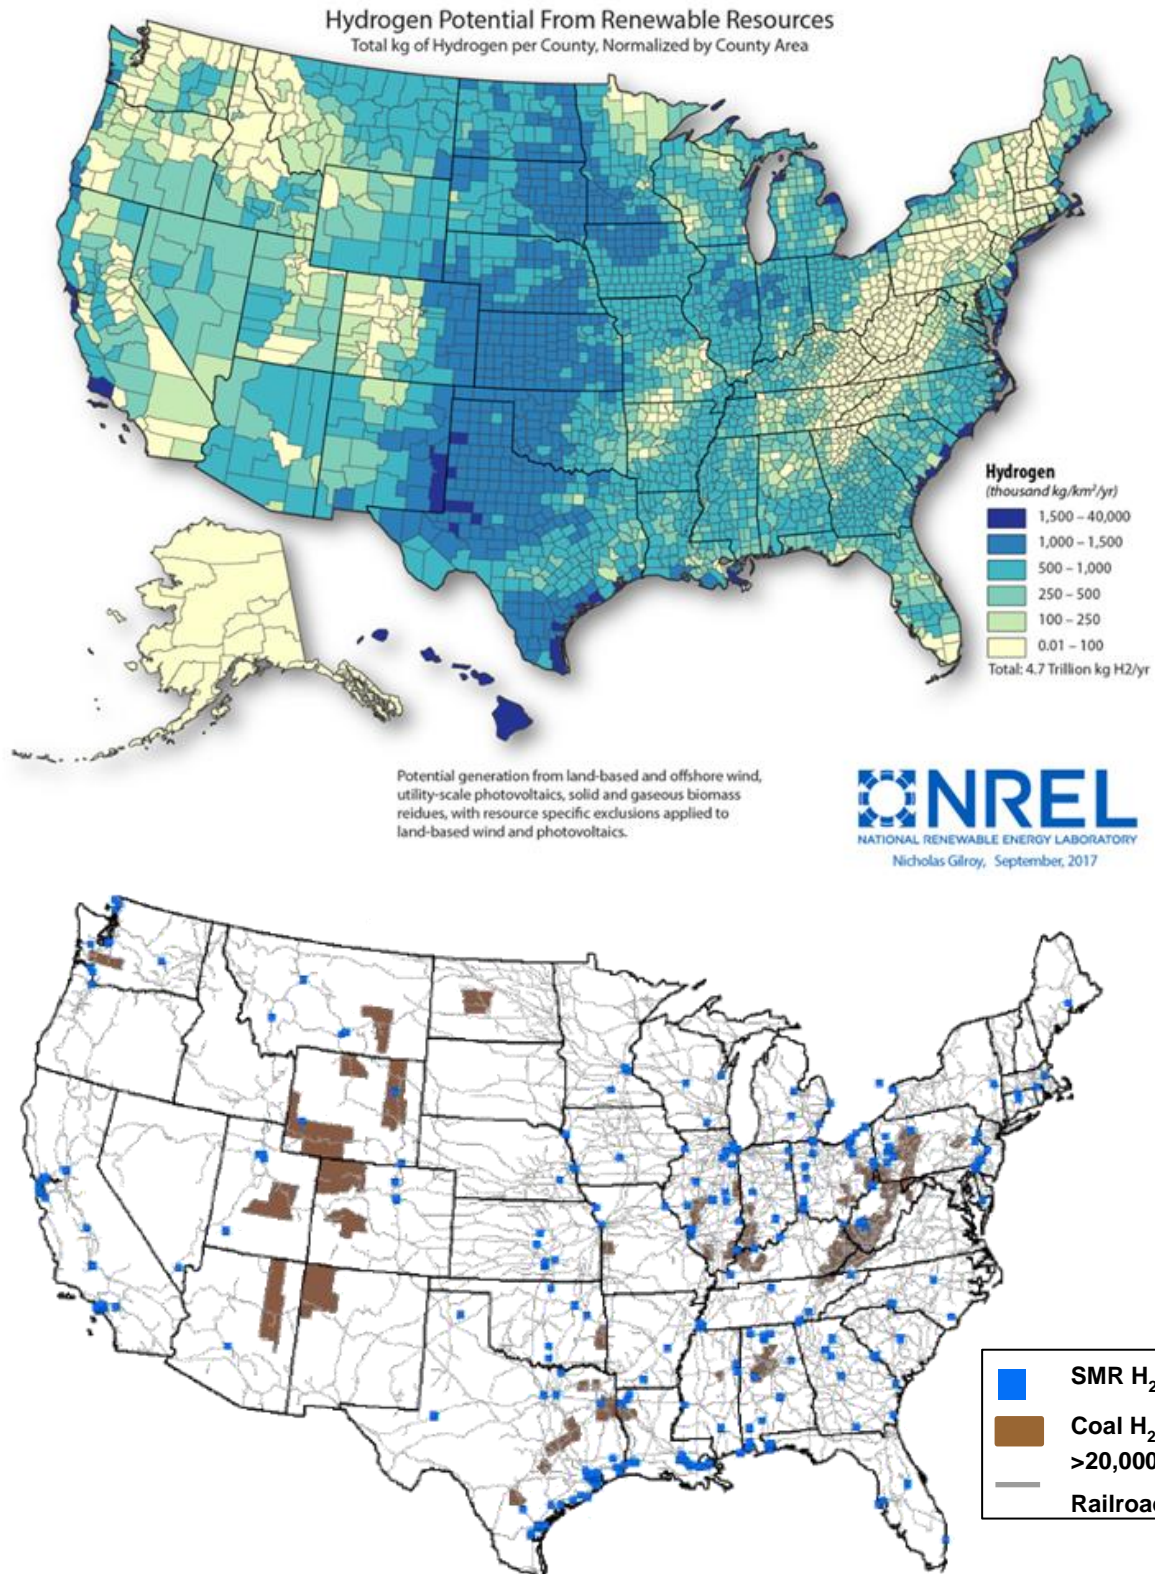 Hydrogen Potential From Renewable Resources
Total kg of Hydrogen per County, Normalized by County Area
Hydrogen
(thousand kg/km²/yr)
1,500 – 40,000
1,000 – 1,500
500 – 1,000
250 – 500
100 – 250
0.01 – 100
Total: 4.7 Trillion kg H2/yr
Potential generation from land-based and offshore wind,
utility-scale photovoltaics, solid and gaseous biomass
reidues, with resource specific exclusions applied to
land-based wind and photovoltaics.
NREL
NATIONAL RENEWABLE ENERGY LABORATORY
Nicholas Gilroy, September, 2017
SMR H₂
Coal H₂
>20,000
Railroad